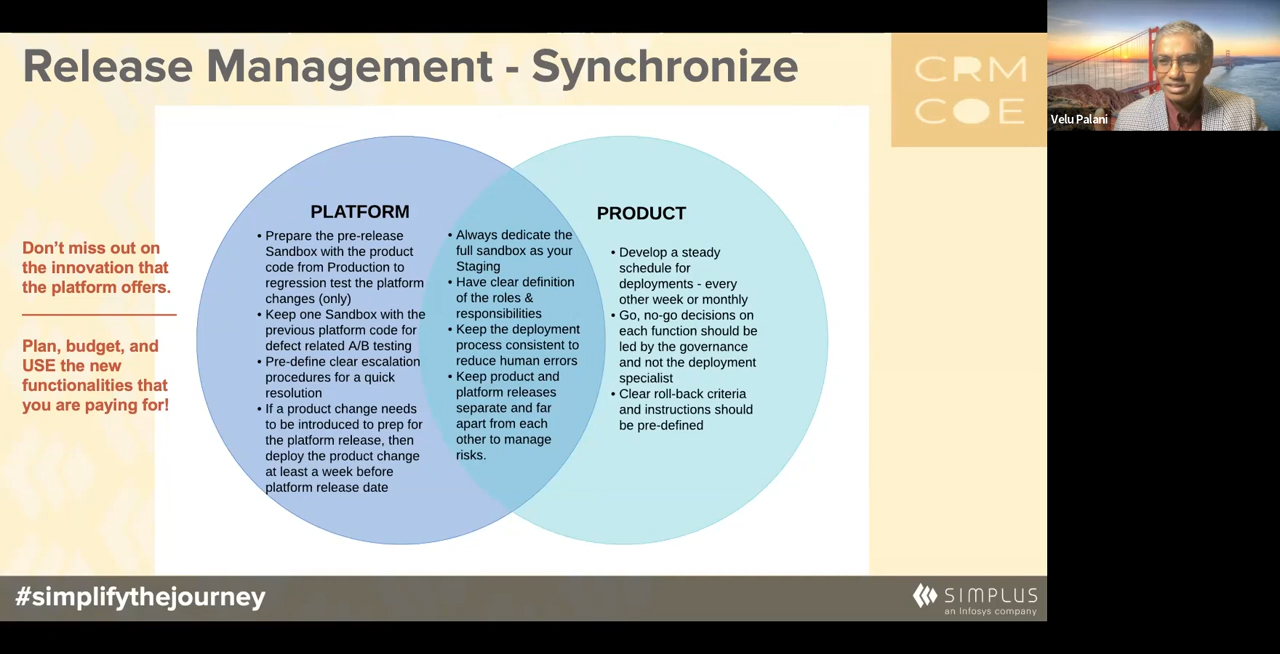 Release Management - Synchronize
CRM
COE
Velu Palani
Don't miss out on
the innovation that
the platform offers.
Plan, budget, and
USE the new
functionalities that
you are paying for!
PLATFORM
• Prepare the pre-release
Sandbox with the product
code from Production to
regression test the platform
changes (only)
• Keep one Sandbox with the
previous platform code for
defect related A/B testing
• Pre-define clear escalation
procedures for a quick
resolution
• If a product change needs
to be introduced to prep for
the platform release, then
deploy the product change
at least a week before
platform release date
• Always dedicate the
full sandbox as your
Staging
• Have clear definition
of the roles &
responsibilities
• Keep the deployment
process consistent to
reduce human errors
• Keep product and
platform releases
separate and far
apart from each
other to manage
risks.
PRODUCT
• Develop a steady
schedule for
deployments - every
other week or monthly
• Go, no-go decisions on
each function should be
led by the governance
and not the deployment
specialist
• Clear roll-back criteria
and instructions should
be pre-defined
#simplifythejourney
SIMPLUS
an Infosys company